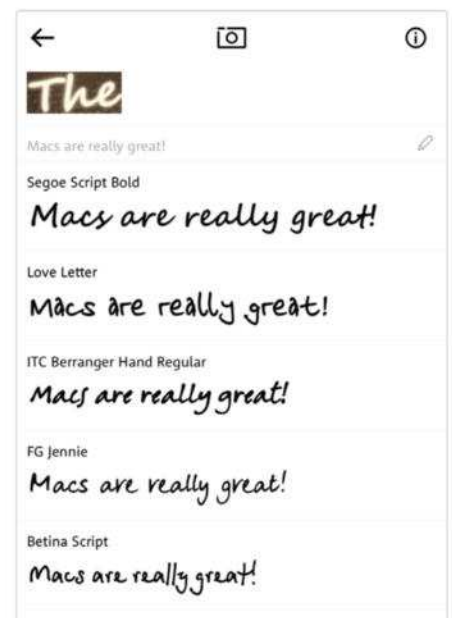 The
Macs are really great!
Segoe Script Bold
Macs are really great!
Love Letter
Macs are really great!
ITC Berranger Hand Regular
Macs are really great!
FG Jennie
Macs are really great!
Betina Script
Macs are really great!